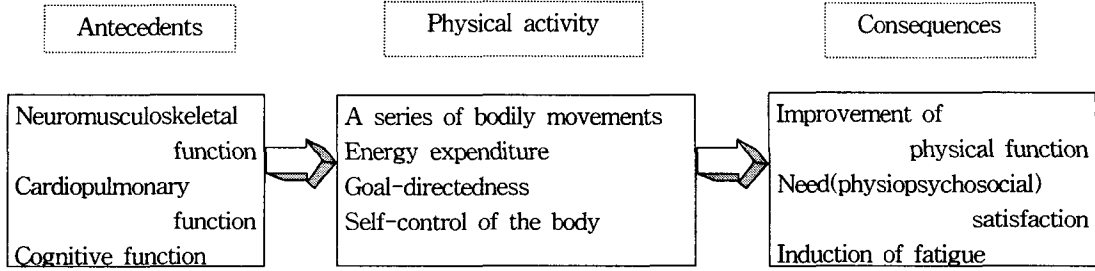 Antecedents
Physical activity
Consequences
Neuromusculoskeletal
function
Cardiopulmonary
function
Cognitive function
A series of bodily movements
Energy expenditure
Goal-directedness
Self-control of the body
Improvement of
physical function
Need(physiopsychosocial)
satisfaction
Induction of fatigue